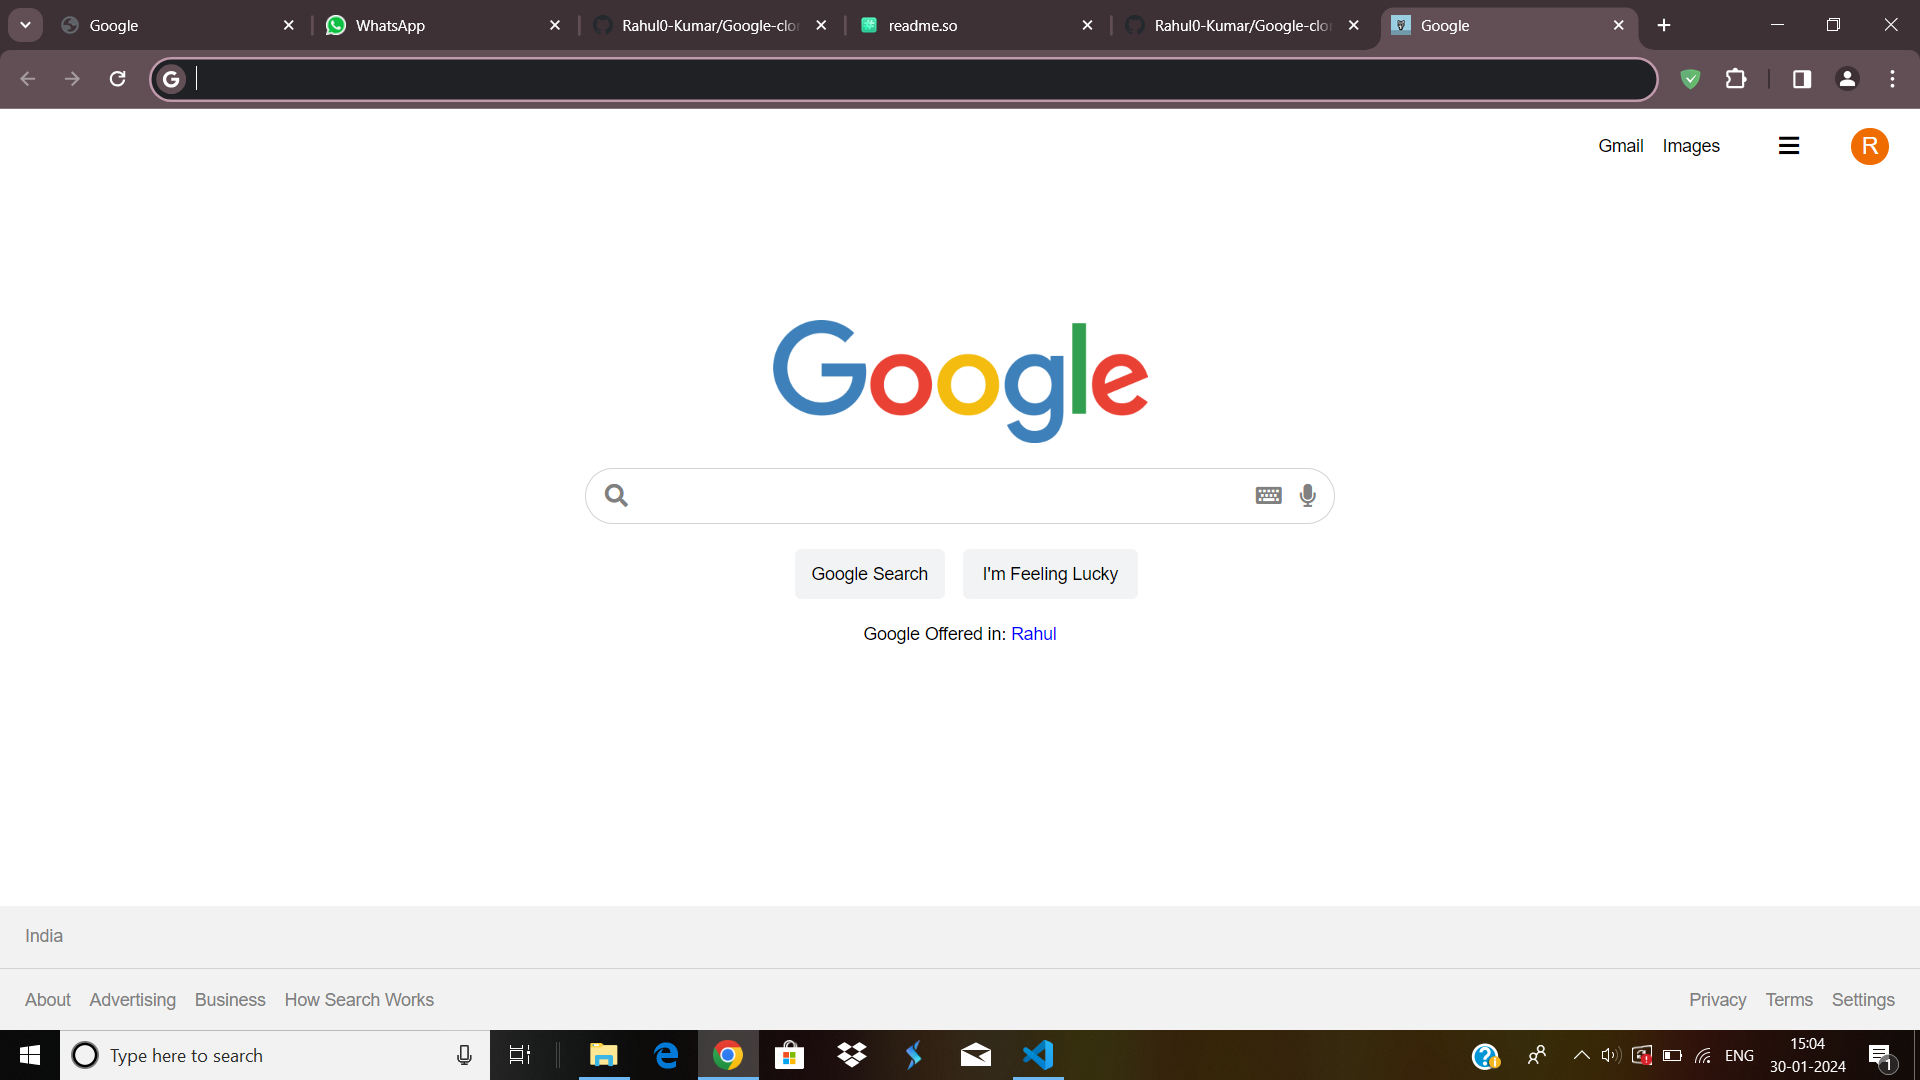 Google
WhatsApp
Rahul0-Kumar/Google-clo
readme.so
Rahul0-Kumar/Google-clo
Google
Gmail Images
R
Google
Google Search I'm Feeling Lucky
Google Offered in: Rahul
India
About Advertising Business How Search Works
Privacy Terms Settings
Type here to search
ENG
15:04
30-01-2024
1